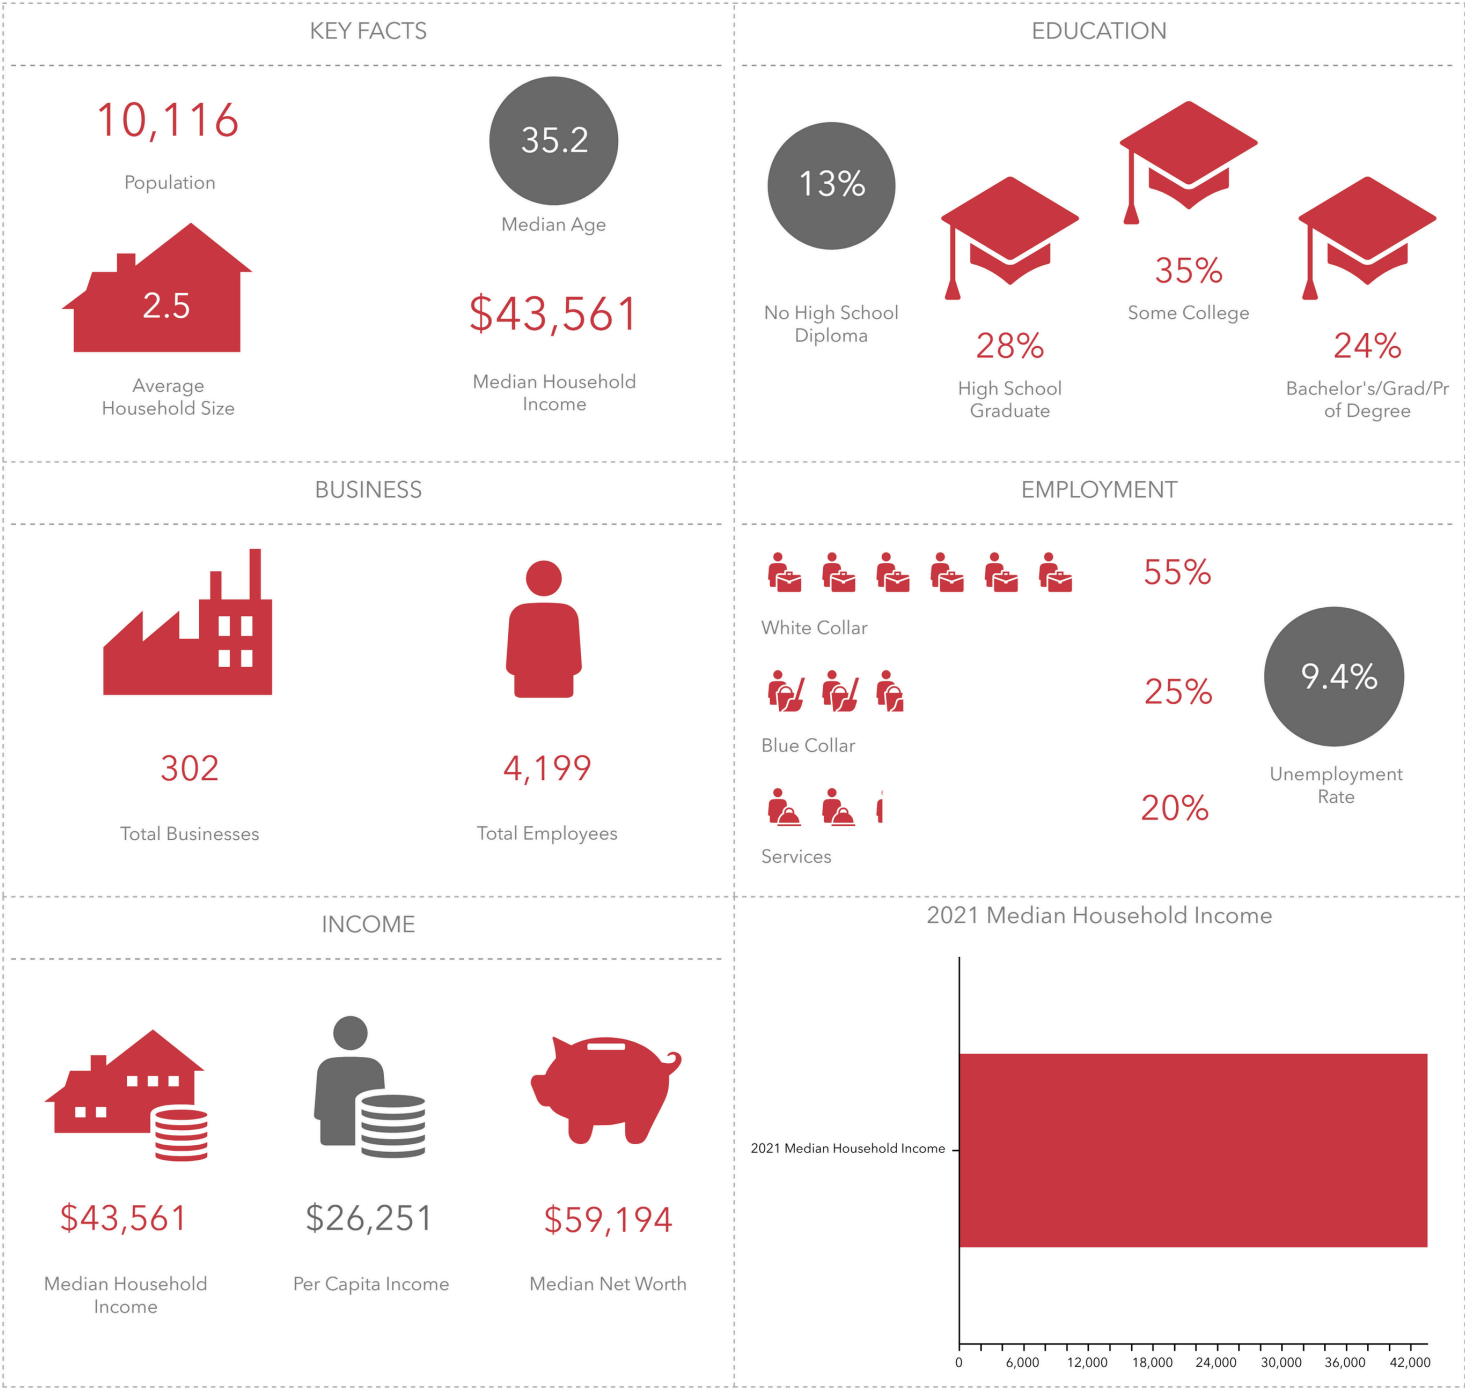 KEY FACTS
10,116
Population
35.2
Median Age
2.5
Average
Household Size
$43,561
Median Household
Income
EDUCATION
13%
No High School
Diploma
28%
High School
Graduate
35%
Some College
24%
Bachelor's/Grad/Pr
of Degree
BUSINESS
302
Total Businesses
4,199
Total Employees
EMPLOYMENT
55%
White Collar
25%
Blue Collar
20%
Services
9.4%
Unemployment
Rate
INCOME
$43,561
Median Household
Income
$26,251
Per Capita Income
$59,194
Median Net Worth
2021 Median Household Income
2021 Median Household Income
0 6,000 12,000 18,000 24,000 30,000 36,000 42,000